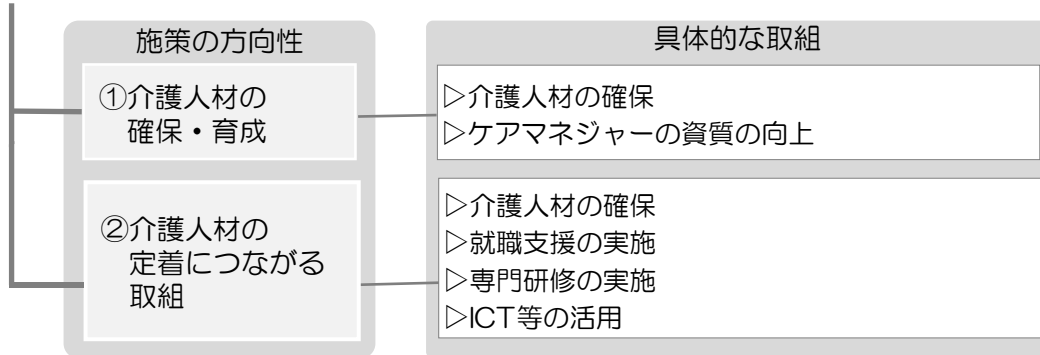 施策の方向性
具体的な取組
①介護人材の
確保・育成
▷介護人材の確保
▷ケアマネジャーの資質の向上
②介護人材の
定着につながる
取組
▷介護人材の確保
▷就職支援の実施
▷専門研修の実施
▷ICT等の活用